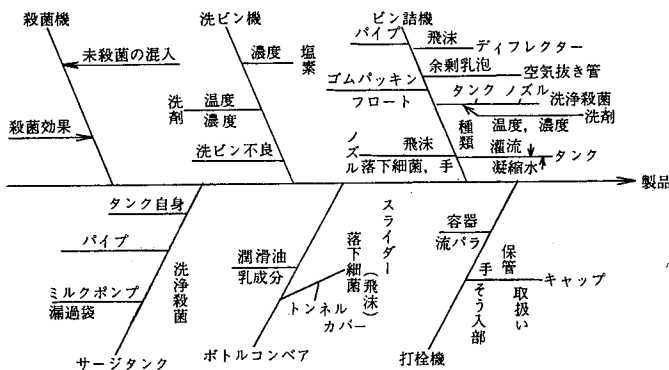 殺菌機
未殺菌の混入
殺菌効果
洗ビン機
濃度
塩素
洗剤
温度
濃度
洗ビン不良
ビン詰機
パイプ
飛沫
ディフレクター
余剰乳泡
空気抜き管
ゴムパッキン
フロート
タンク ノズル
洗浄殺菌
洗剤
温度,濃度
種類
ノズル
飛沫
落下細菌,手
灌流
凝縮水
タンク
製品
タンク自身
パイプ
ミルクポンプ
漏過袋
洗浄殺菌
サージタンク
潤滑油
乳成分
スライダー
落下細菌
(飛沫)
トンネル
カバー
ボトルコンベア
容器
流パラ
保管
手
取扱い
そう入部
キャップ
打栓機